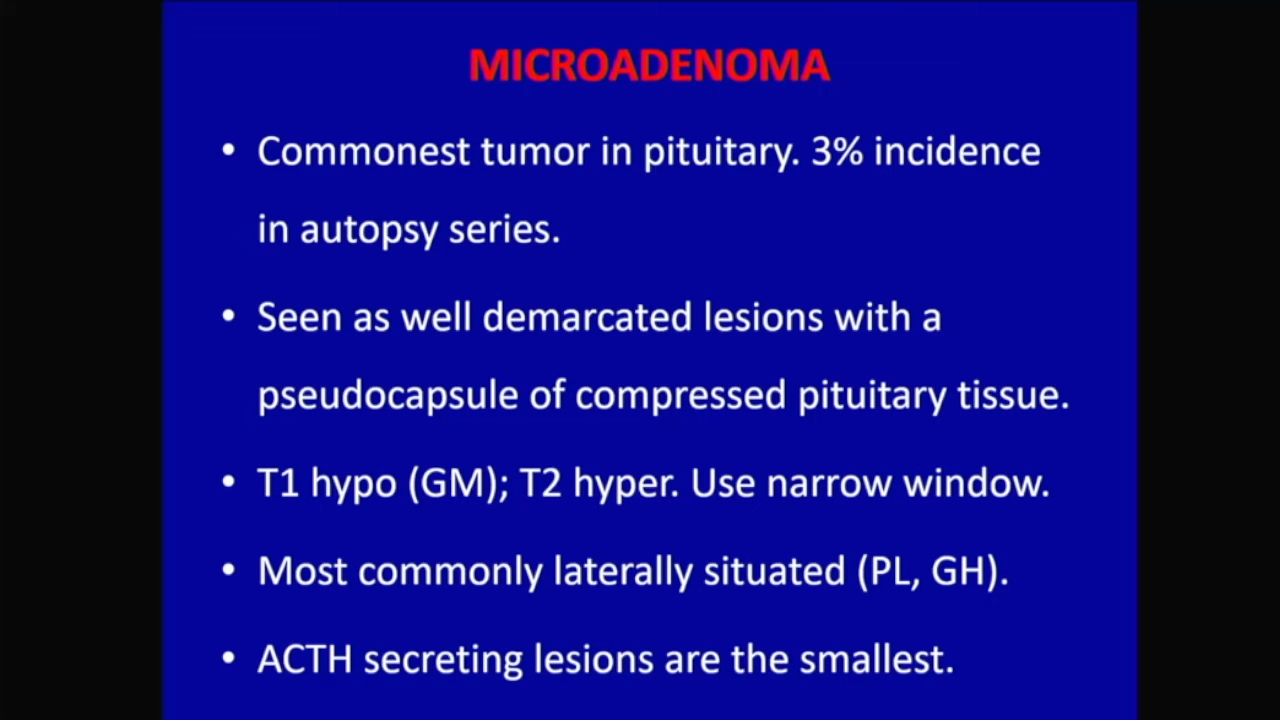 MICROADENOMA
• Commonest tumor in pituitary. 3% incidence
in autopsy series.
• Seen as well demarcated lesions with a
pseudocapsule of compressed pituitary tissue.
• T1 hypo (GM); T2 hyper. Use narrow window.
• Most commonly laterally situated (PL, GH).
• ACTH secreting lesions are the smallest.